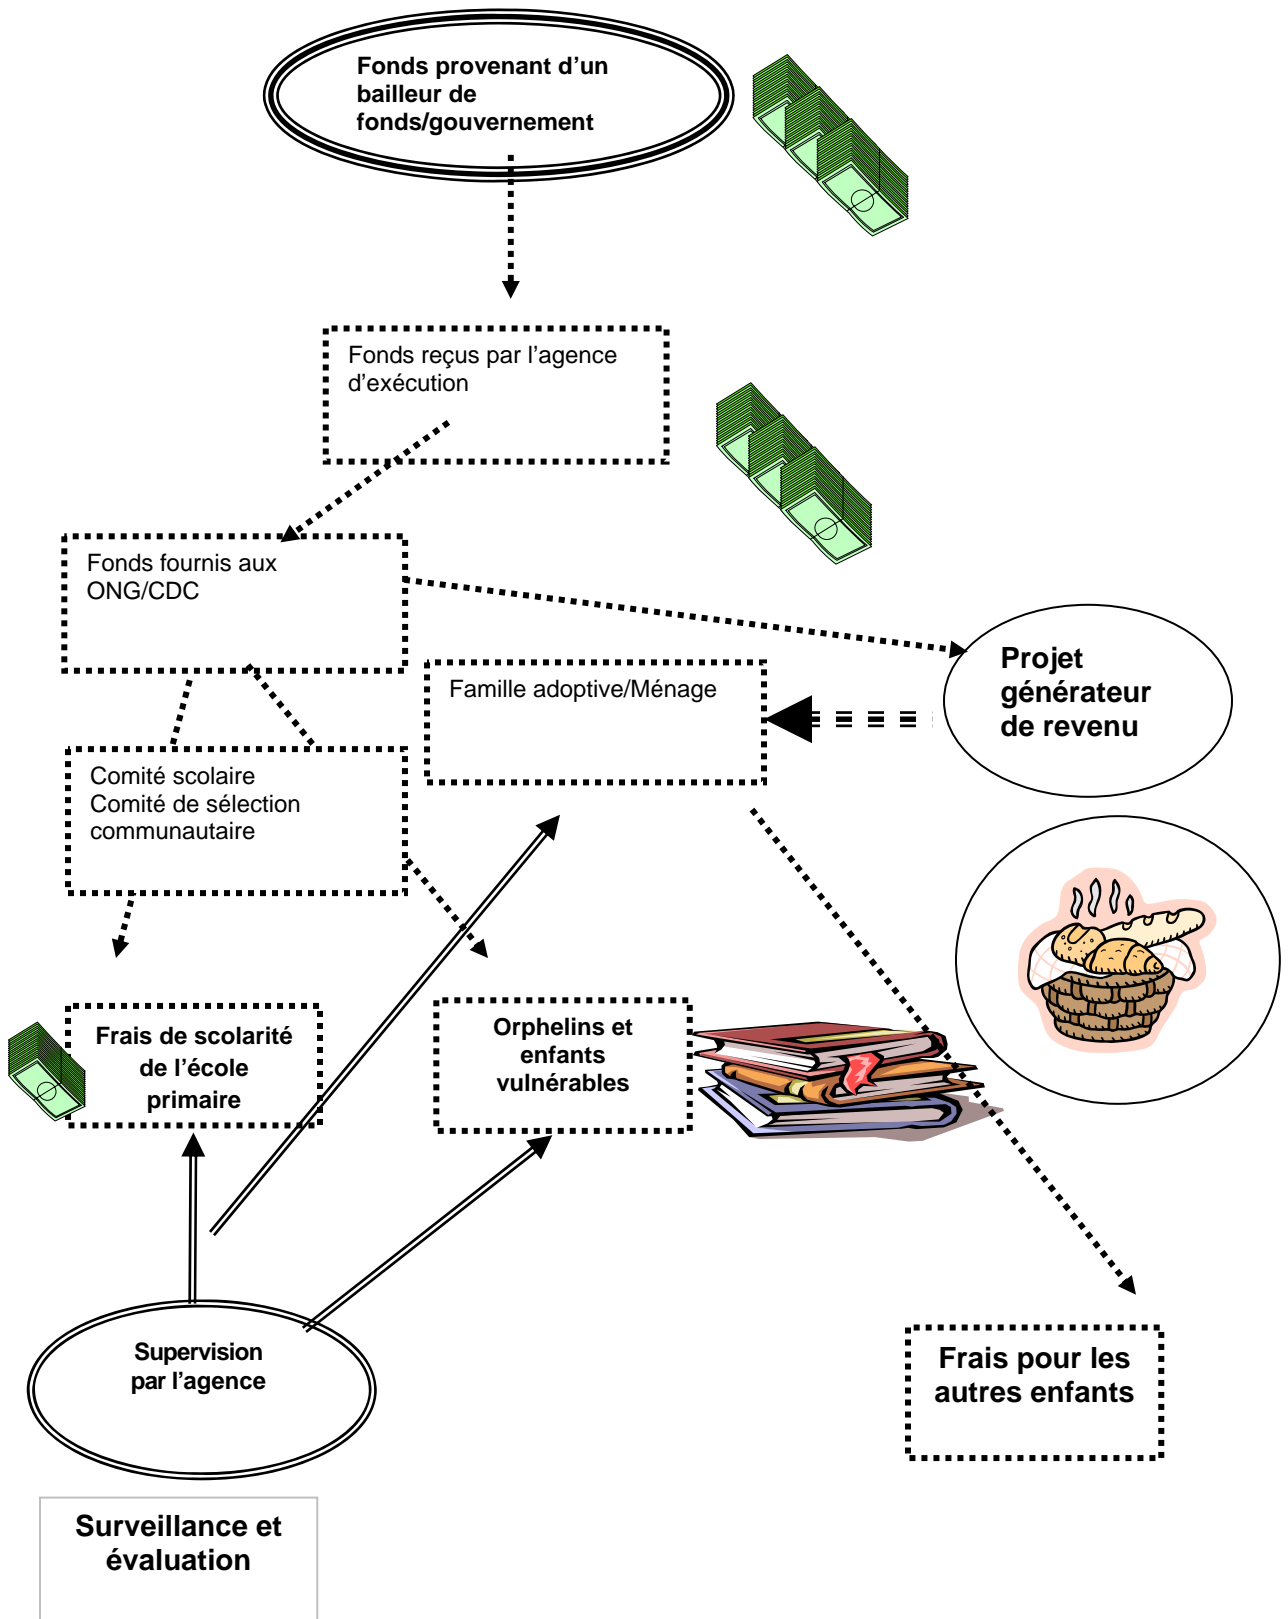 Fonds provenant d’un
bailleur de
fonds/gouvernement
Fonds reçus par l’agence
d’exécution
Fonds fournis aux
ONG/CDC
Famille adoptive/Ménage
Projet
générateur
de revenu
Comité scolaire
Comité de sélection
communautaire
Frais de scolarité
de l’école
primaire
Orphelins et
enfants
vulnérables
Supervision
par l’agence
Frais pour les
autres enfants
Surveillance et
évaluation